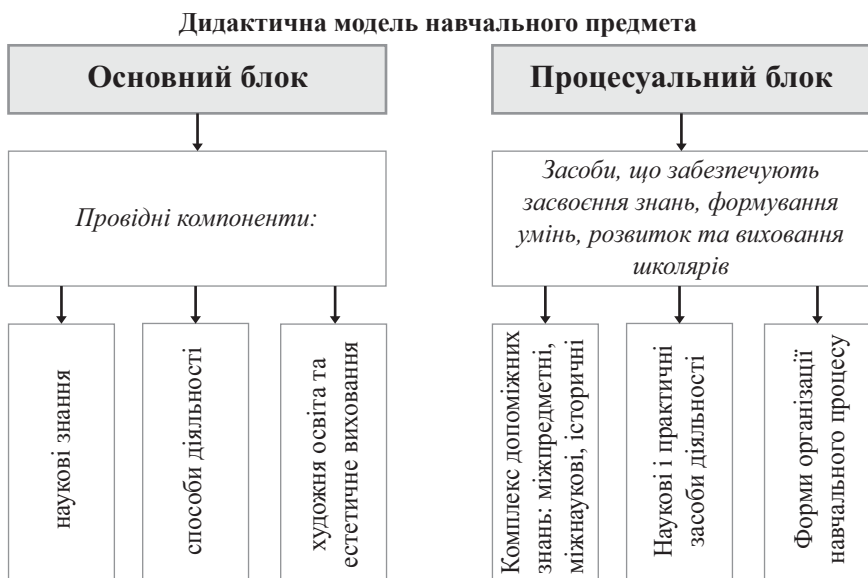 Дидактична модель навчального предмета
Основний блок
Процесуальний блок
Провідні компоненти:
Засоби, що забезпечують
засвоєння знань, формування
умінь, розвиток та виховання
школярів
наукові знання
способи діяльності
художня освіта та
естетичне виховання
Комплекс допоміжних
знань: міжпредметні,
міжнаукові, історичні
Наукові і практичні
засоби діяльності
Форми організації
навчального процесу